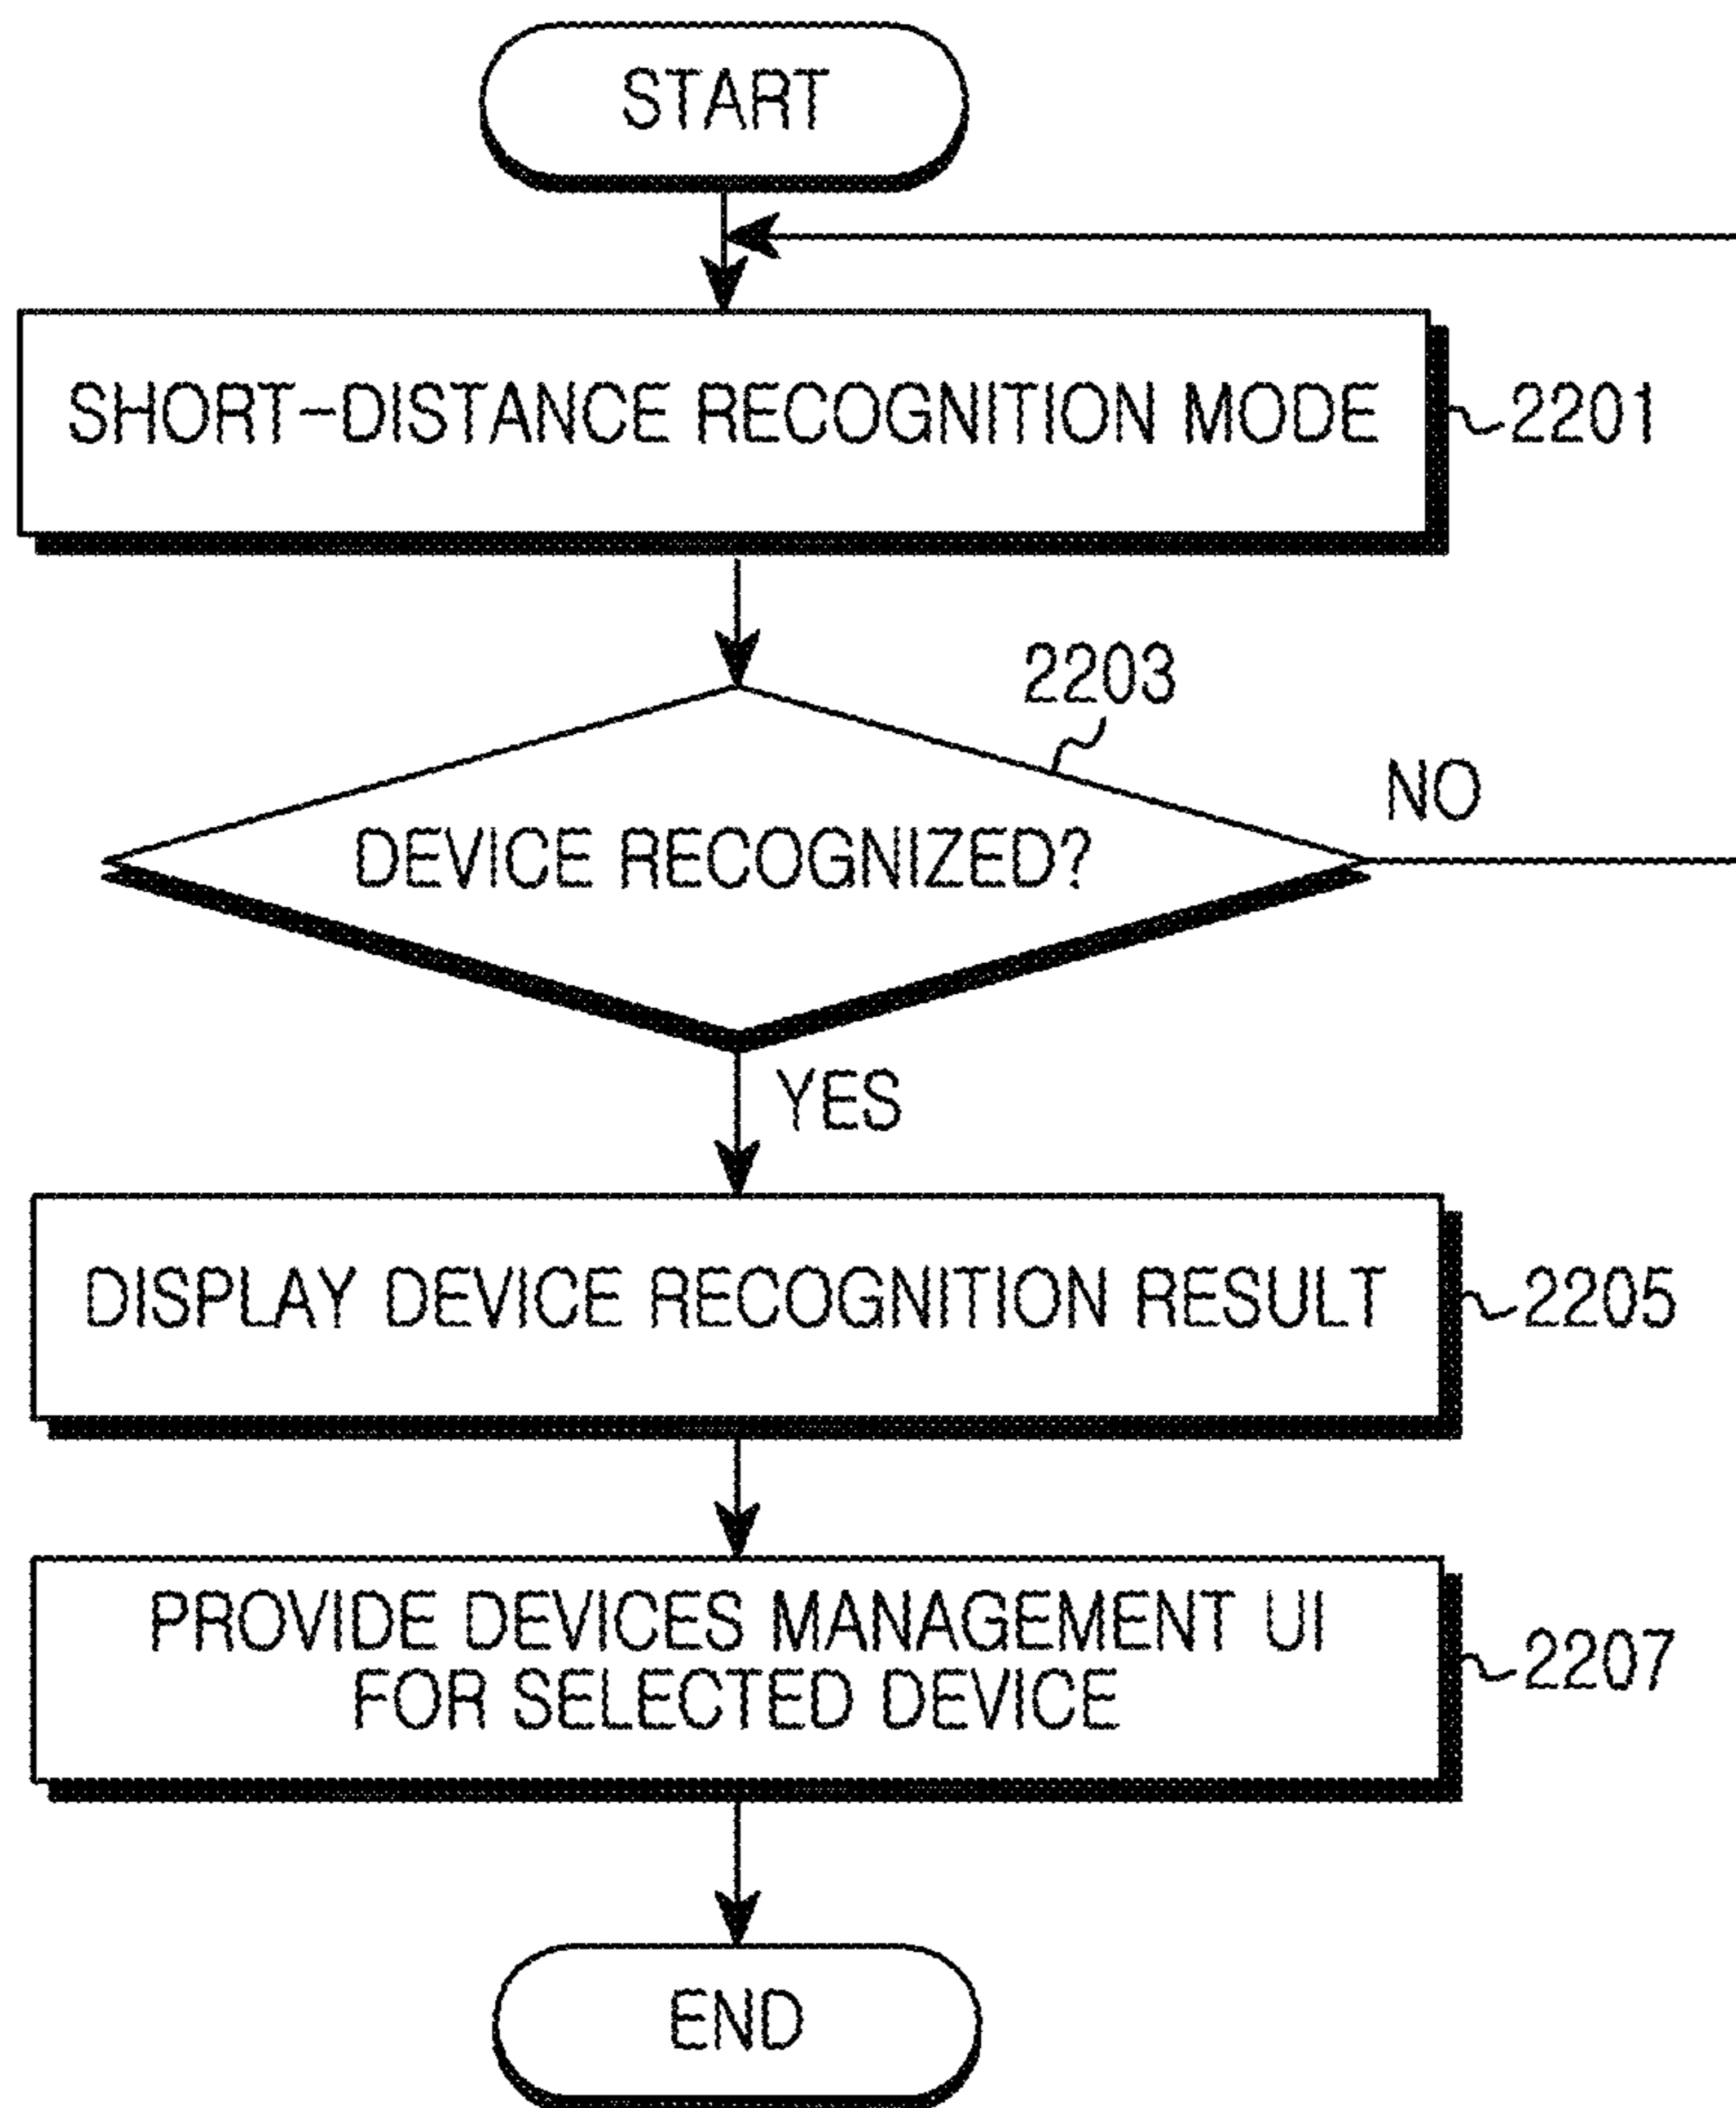 START
SHORT-DISTANCE RECOGNITION MODE
2201
2203
DEVICE RECOGNIZED?
NO
YES
DISPLAY DEVICE RECOGNITION RESULT
2205
PROVIDE DEVICES MANAGEMENT UI
FOR SELECTED DEVICE
2207
END